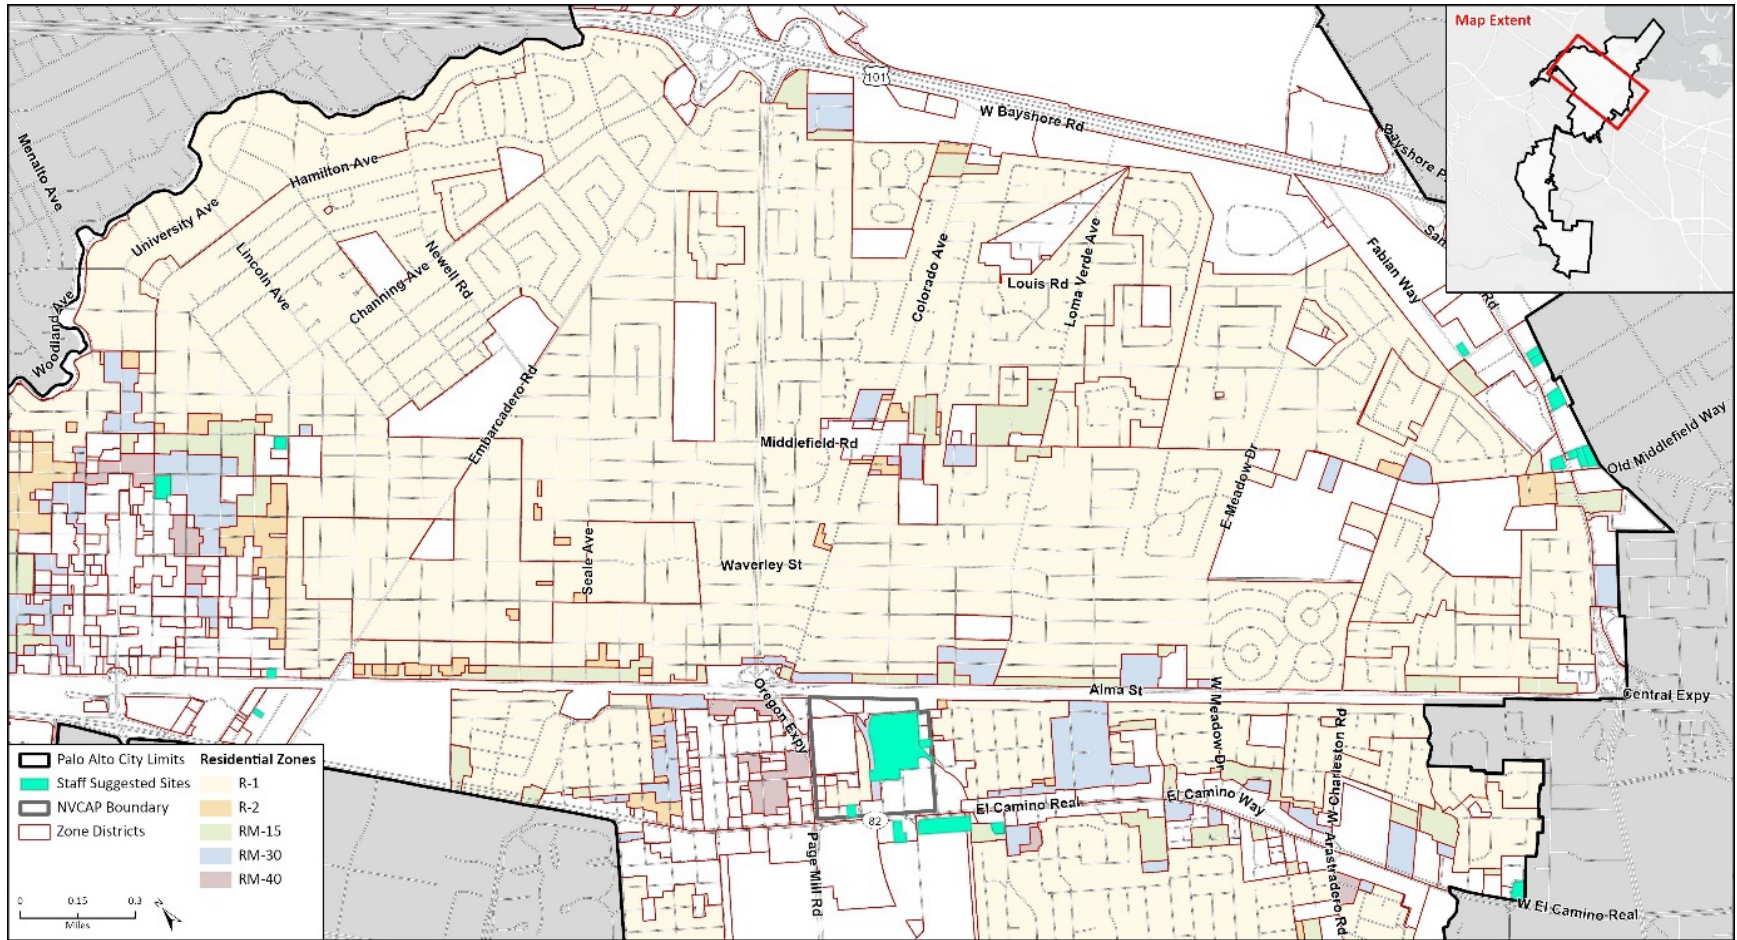 Map Extent
101
W Bayshore Rd
Bayshore P
Menalto Ave
Hamilton Ave
University Ave
Lincoln Ave
Newell Rd
Channing Ave
Woodland Ave
Embarcadero Rd
Colorado Ave
Louis Rd
Loma Verde Ave
Fabian Way
San
Rd
Middlefield Rd
Old Middlefield Way
E Meadow Dr
Seale Ave
Waverley St
Alma St
Central Expy
Oregon Expy
W Meadow Dr
W Charleston Rd
El Camino Real
El Camino Way
82
Page Mill Rd
Arastradero Rd
W El Camino Real
Palo Alto City Limits
Staff Suggested Sites
NVCAP Boundary
Zone Districts
Residential Zones
R-1
R-2
RM-15
RM-30
RM-40
0 0.15 0.3
Miles
N